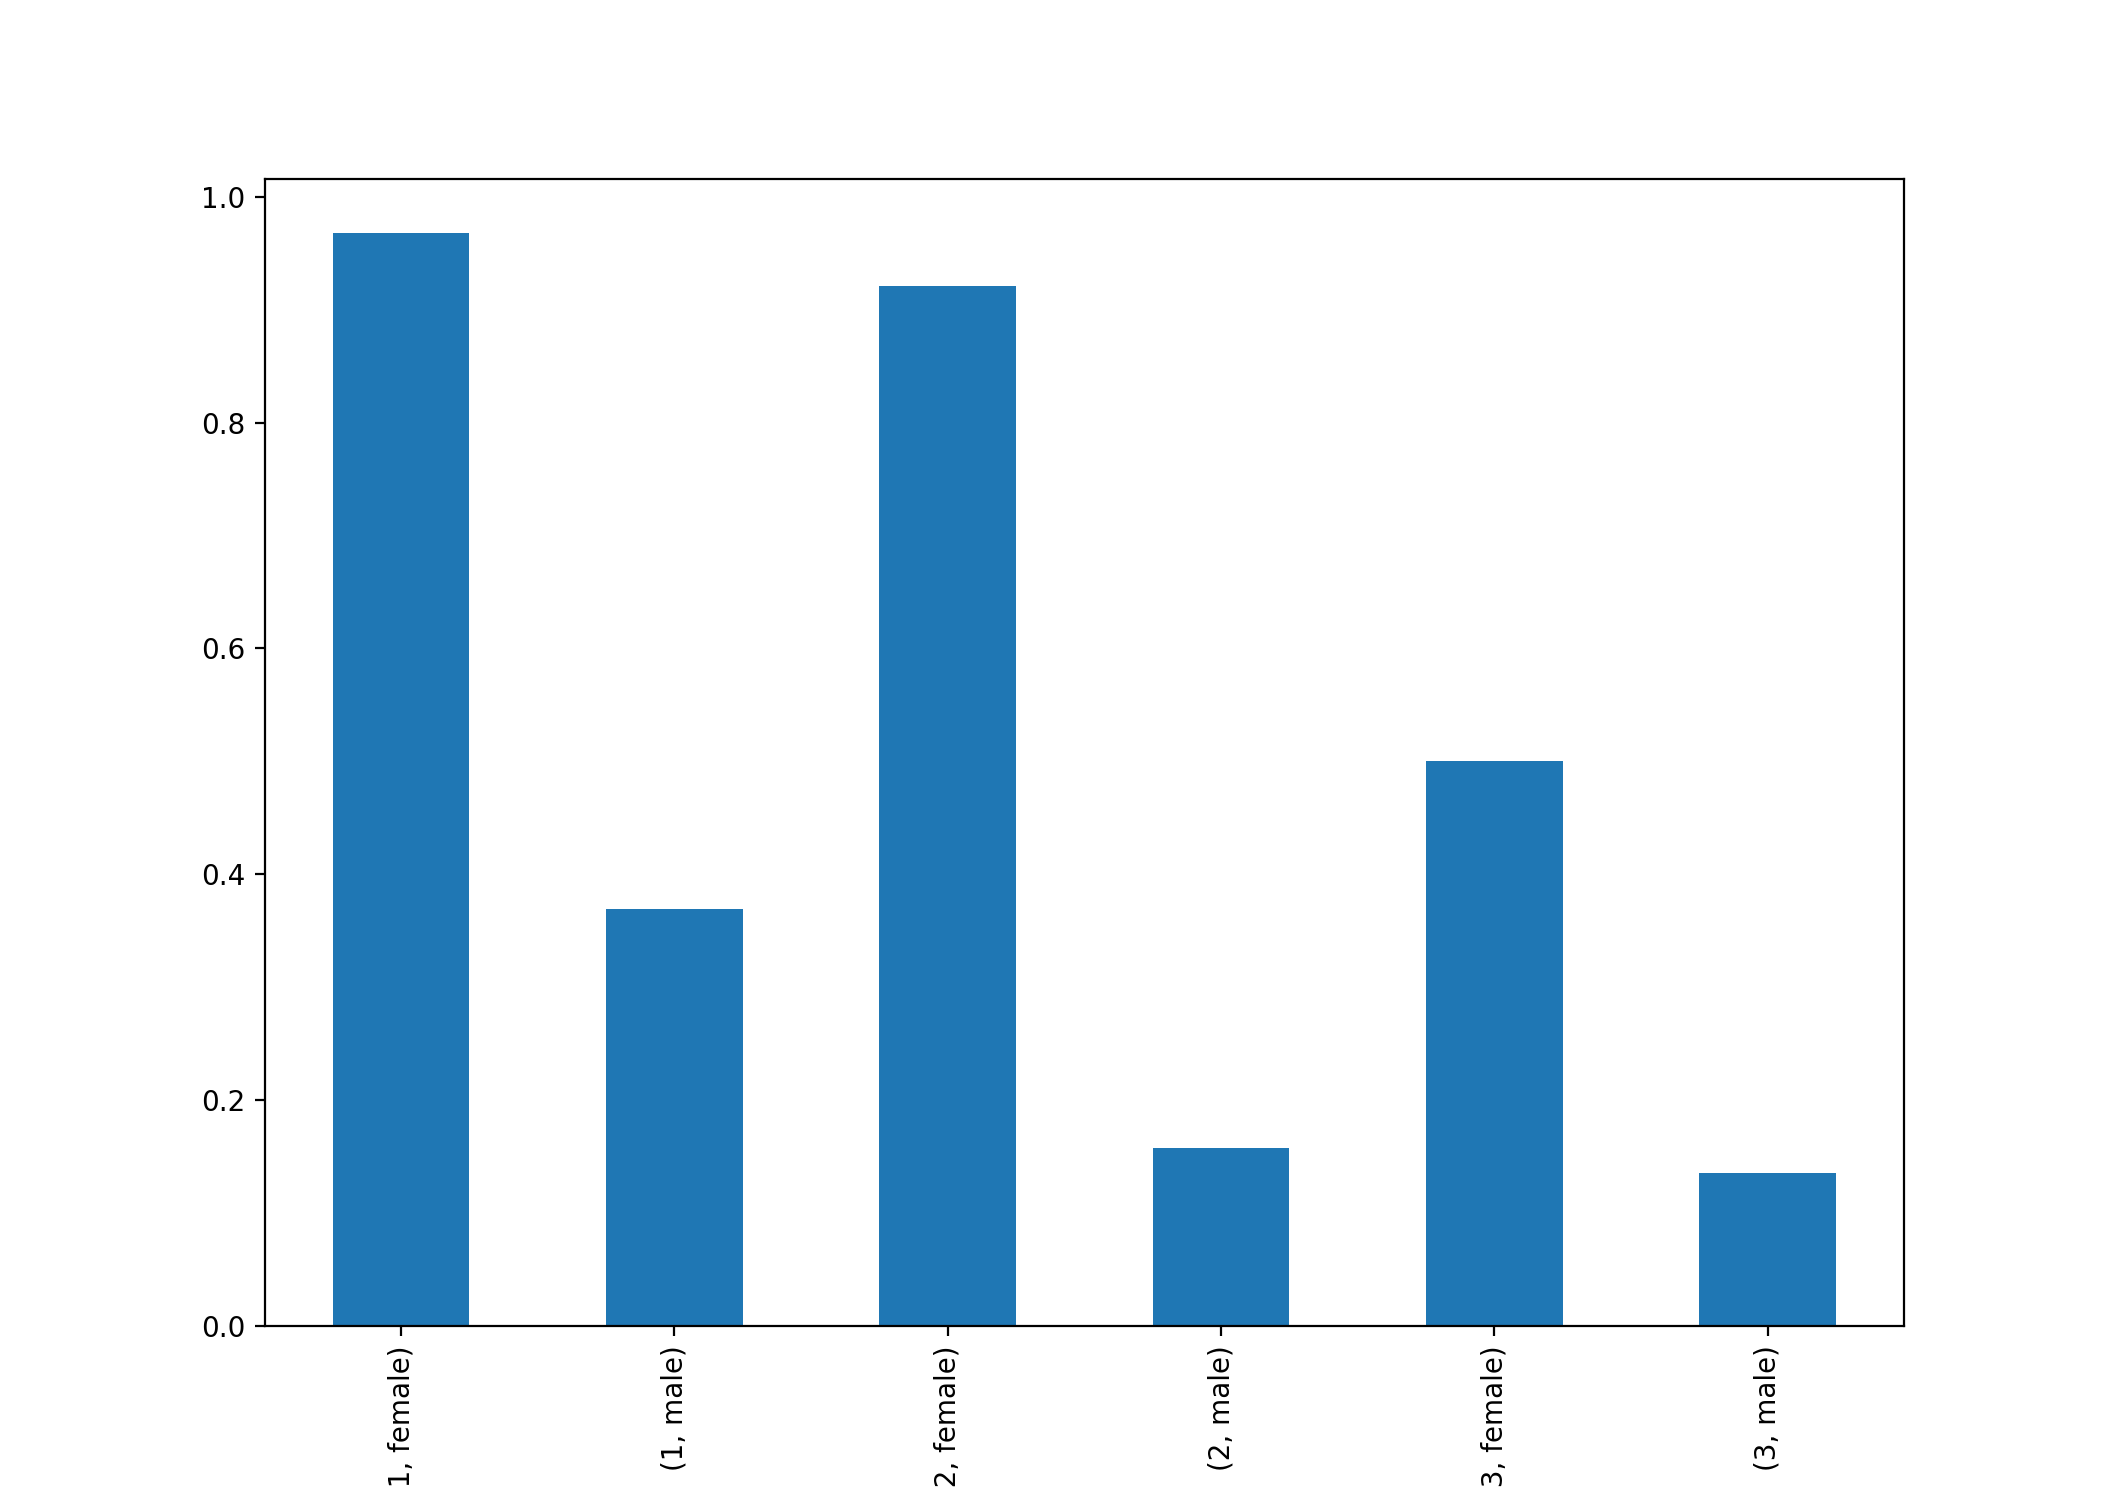 1.0
0.8
0.6
0.4
0.2
0.0
1, female)
(1, male)
2, female)
(2, male)
3, female)
(3, male)